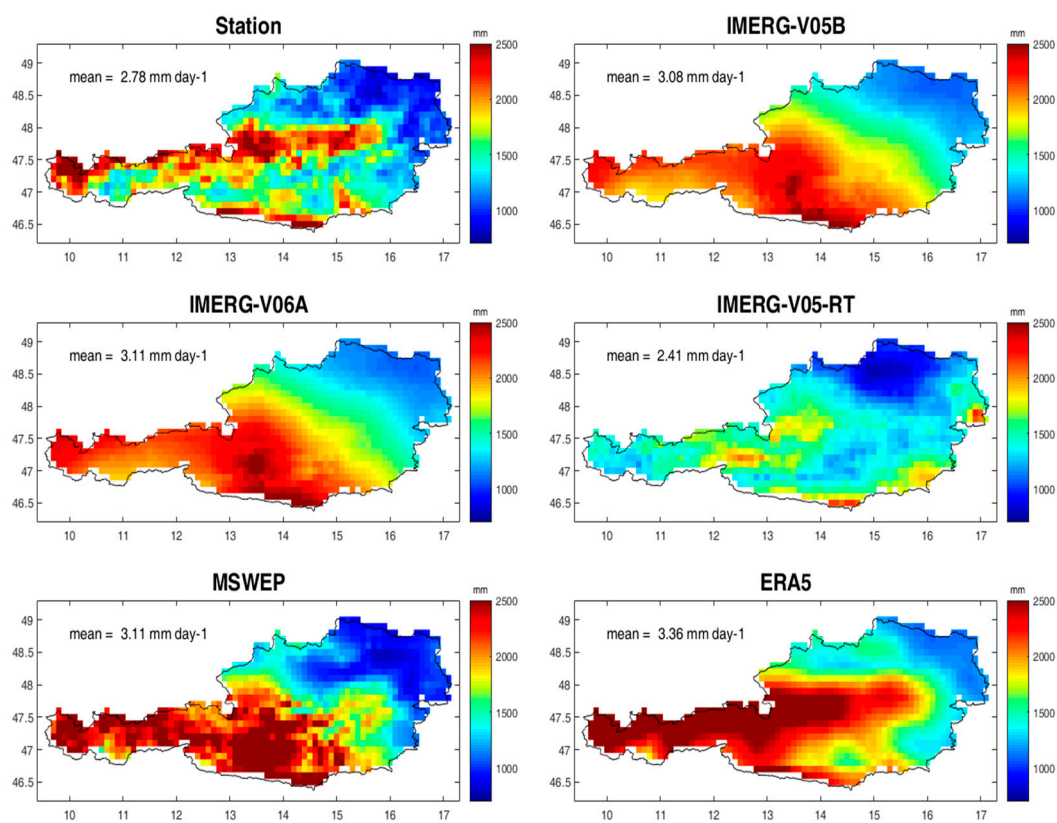 Station
IMERG-V05B
mm
mm
49
48.5
48
47.5
47
46.5
mean = 2.78 mm day-1
2500
2000
1500
1000
49
48.5
48
47.5
47
46.5
mean = 3.08 mm day-1
2500
2000
1500
1000
10 11 12 13 14 15 16 17
10 11 12 13 14 15 16 17
IMERG-V06A
IMERG-V05-RT
mm
mm
49
48.5
48
47.5
47
46.5
mean = 3.11 mm day-1
2500
2000
1500
1000
49
48.5
48
47.5
47
46.5
mean = 2.41 mm day-1
2500
2000
1500
1000
10 11 12 13 14 15 16 17
10 11 12 13 14 15 16 17
MSWEP
ERA5
mm
mm
49
48.5
48
47.5
47
46.5
mean = 3.11 mm day-1
2500
2000
1500
1000
49
48.5
48
47.5
47
46.5
mean = 3.36 mm day-1
2500
2000
1500
1000
10 11 12 13 14 15 16 17
10 11 12 13 14 15 16 17